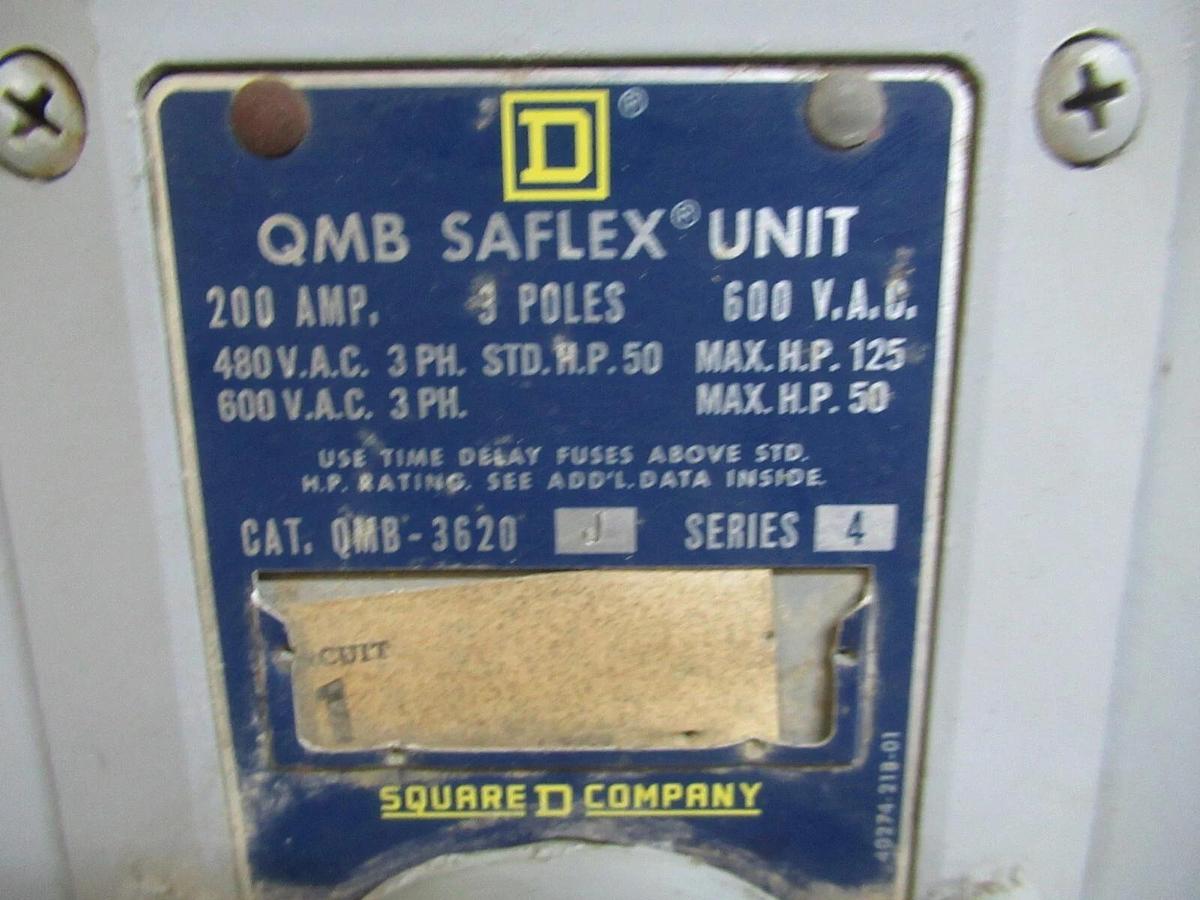 D ®
QMB SAFLEX® UNIT
200 AMP. 3 POLES 600 V.A.C.
480 V.A.C. 3 PH. STD. H.P. 50 MAX. H.P. 125
600 V.A.C. 3 PH. MAX. H.P. 50
USE TIME DELAY FUSES ABOVE STD.
H.P. RATING. SEE ADD'L. DATA INSIDE.
CAT. QMB-3620 J SERIES 4
CUIT
1
SQUARE D COMPANY
40274-218-01